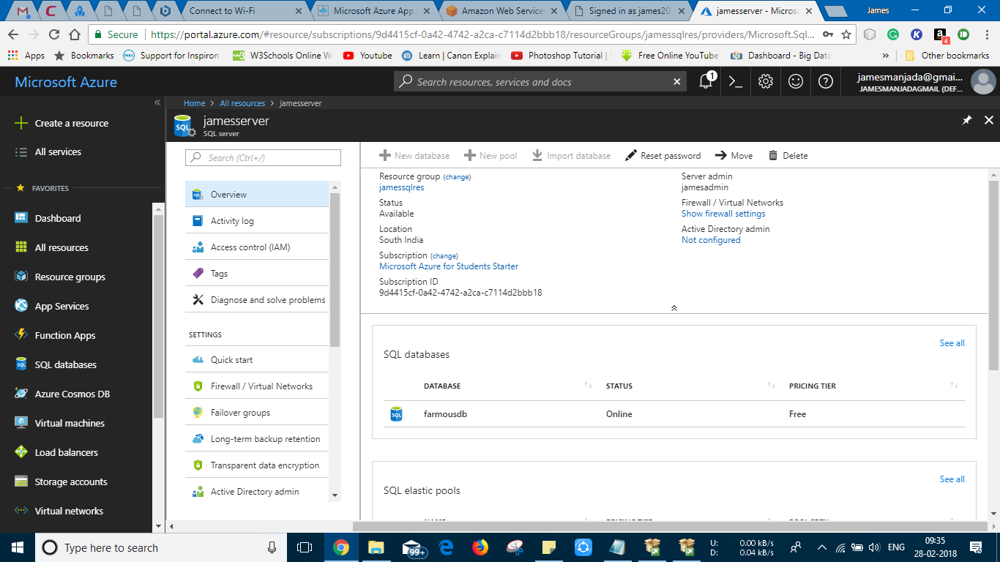 Connect to Wi-Fi
Microsoft Azure App
Amazon Web Service
Signed in as james20
jamesserver - Micros
James
Secure
https://portal.azure.com/#resource/subscriptions/9d4415cf-0a42-4742-a2ca-c7114d2bbb18/resourceGroups/jamessqlres/providers/Microsoft.Sql...
4
Apps
Bookmarks
Support for Inspiron
W3Schools Online W
Youtube
Learn | Canon Explain
Photoshop Tutorial |
Free Online YouTube
Dashboard - Big Data
»
Other bookmarks
Microsoft Azure
Search resources, services and docs
1
jamesmanjada@gmai...
JAMESMANJADAGMAIL (DEF...
Home > All resources > jamesserver
Create a resource
All services
FAVORITES
Dashboard
All resources
Resource groups
App Services
Function Apps
SQL databases
Azure Cosmos DB
Virtual machines
Load balancers
Storage accounts
Virtual networks
SQL
jamesserver
SQL server
Search (Ctrl+/)
Overview
Activity log
Access control (IAM)
Tags
Diagnose and solve problems
SETTINGS
Quick start
Firewall / Virtual Networks
Failover groups
Long-term backup retention
Transparent data encryption
Active Directory admin
New database
New pool
Import database
Reset password
Move
Delete
Resource group (change)
jamessqlres
Status
Available
Location
South India
Subscription (change)
Microsoft Azure for Students Starter
Subscription ID
9d4415cf-0a42-4742-a2ca-c7114d2bbb18
Server admin
jamesadmin
Firewall / Virtual Networks
Show firewall settings
Active Directory admin
Not configured
See all
SQL databases
DATABASE STATUS PRICING TIER
farmousdb Online Free
See all
SQL elastic pools
NAME PRICING TIER
Type here to search
99+
U: 0.00 kB/s
D: 0.04 kB/s
ENG
09:35
28-02-2018